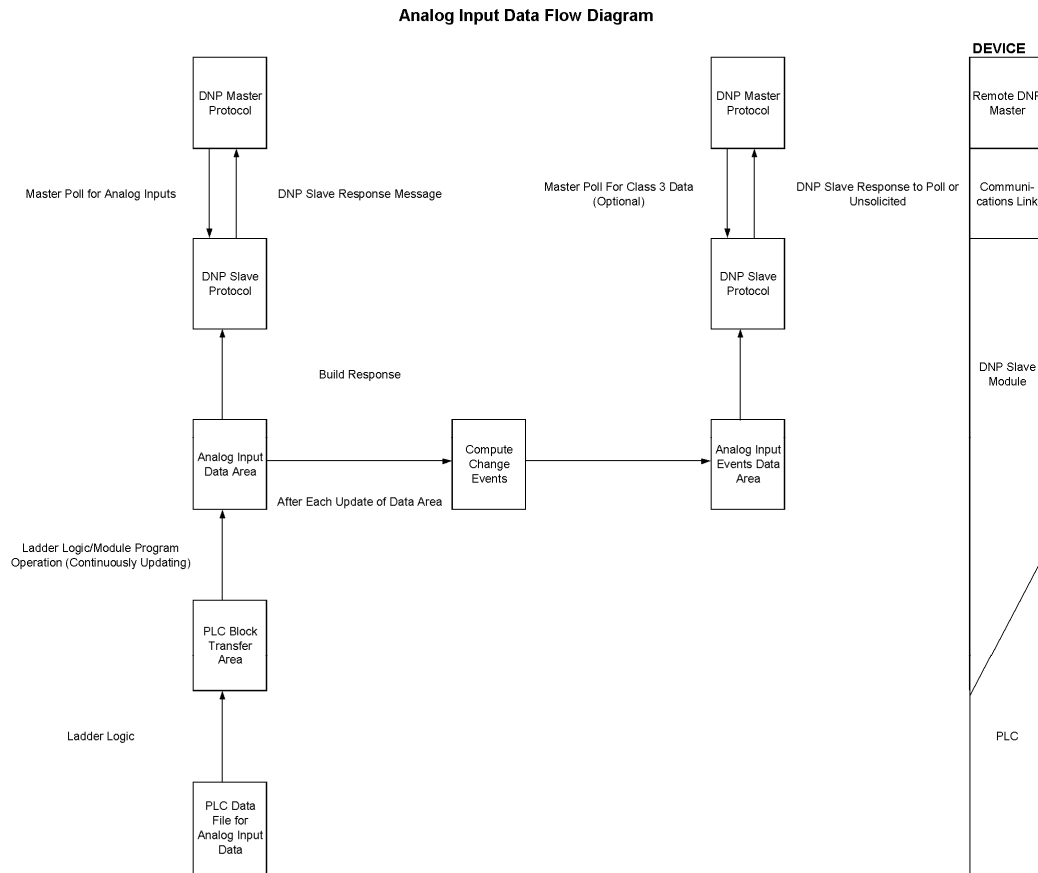 Analog Input Data Flow Diagram
DEVICE
DNP Master
Protocol
DNP Master
Protocol
Remote DNP
Master
Master Poll for Analog Inputs
DNP Slave Response Message
Master Poll For Class 3 Data
(Optional)
DNP Slave Response to Poll or
Unsolicited
Communi-
cations Link
DNP Slave
Protocol
DNP Slave
Protocol
Build Response
DNP Slave
Module
Analog Input
Data Area
Compute
Change
Events
Analog Input
Events Data
Area
After Each Update of Data Area
Ladder Logic/Module Program
Operation (Continuously Updating)
PLC Block
Transfer
Area
Ladder Logic
PLC
PLC Data
File for
Analog Input
Data